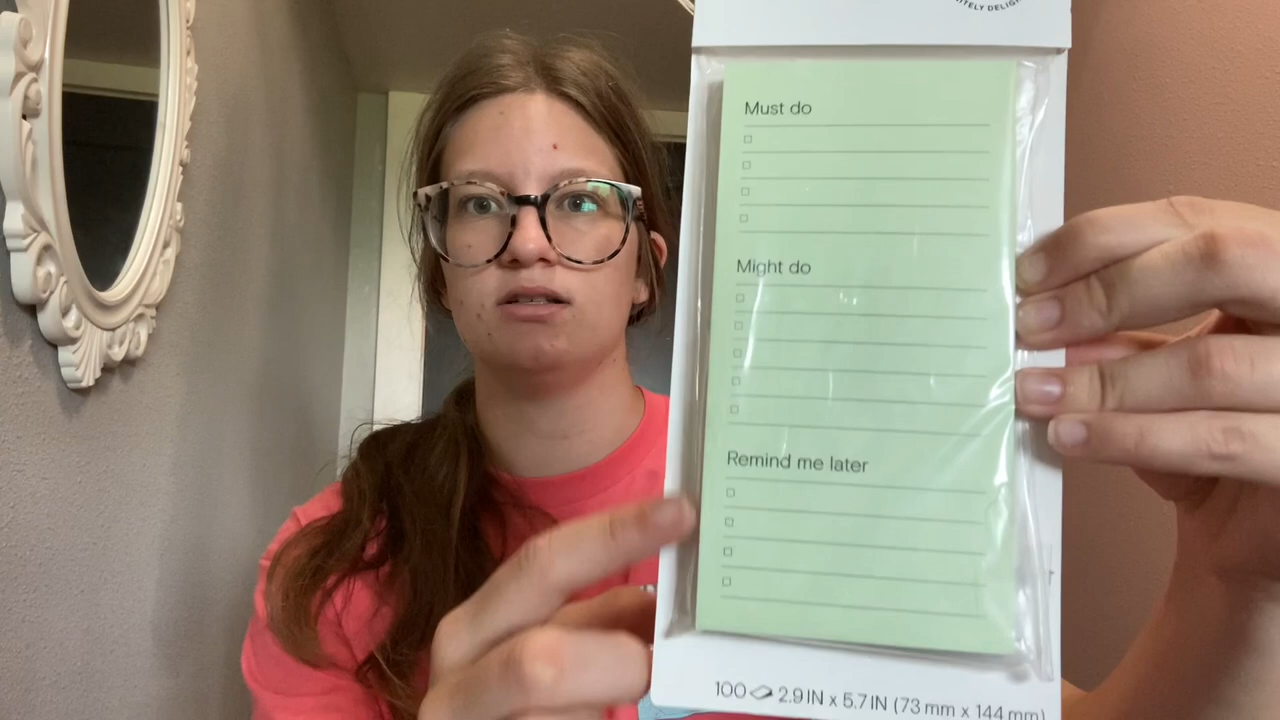 Must do
Might do
Remind me later
100 2.9 IN x 5.7 IN (73 mm x 144 mm)